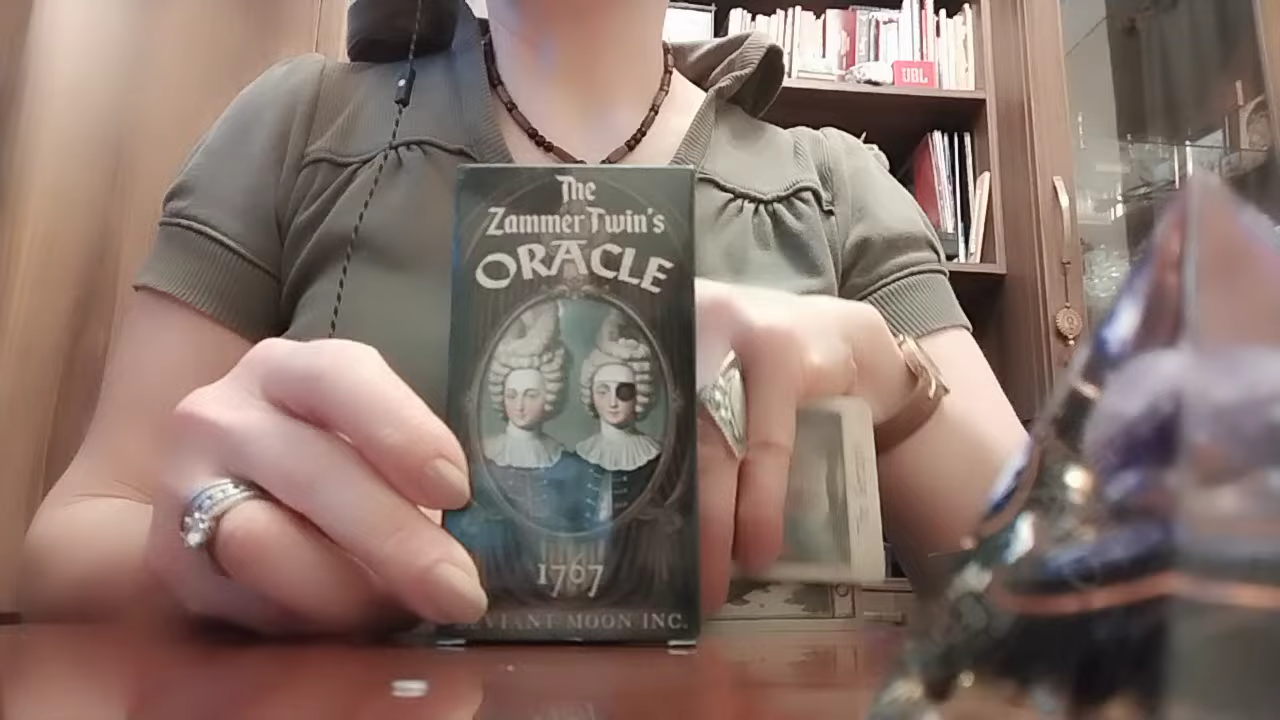 The
Zammer Twin's
ORACLE
1767
DEVIANT MOON INC.
JBL